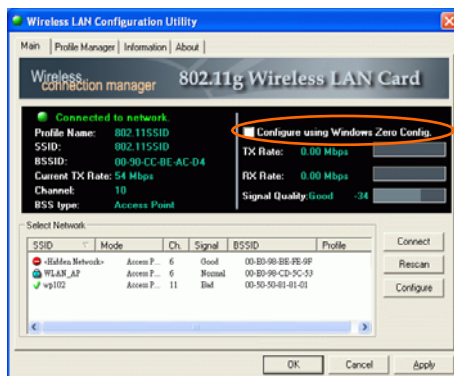 Wireless LAN Configuration Utility
Main Profile Manager Information About
Wireless connection manager 802.11g Wireless LAN Card
Connected to network.
Profile Name: 802.11SSID
SSID: 802.11SSID
BSSID: 00-90-CC-BE-AC-D4
Current TX Rate: 54 Mbps
Channel: 10
BSS type: Access Point
Configure using Windows Zero Config.
TX Rate: 0.00 Mbps
RX Rate: 0.00 Mbps
Signal Quality: Good -34
Select Network
SSID Mode Ch. Signal BSSID Profile
<Hidden Network> Access P... 6 Good 00-E0-98-BE-FE-9F
WLAN_AP Access P... 6 Normal 00-E0-98-CD-5C-53
wp102 Access P... 11 Bad 00-50-50-81-81-01
Connect
Rescan
Configure
OK Cancel Apply